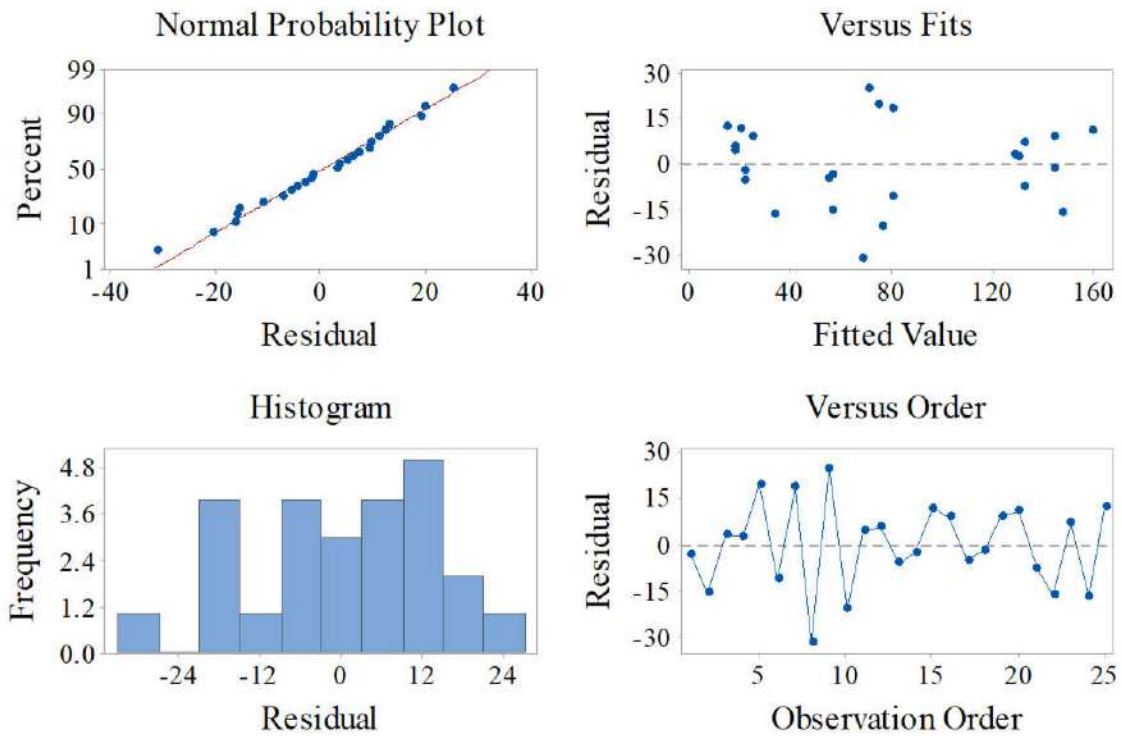 Normal Probability Plot
99
90
50
10
1
Percent
-40 -20 0 20 40
Residual
Versus Fits
30
15
0
-15
-30
Residual
0 40 80 120 160
Fitted Value
Histogram
4.8
3.6
2.4
1.2
0.0
Frequency
-24 -12 0 12 24
Residual
Versus Order
30
15
0
-15
-30
Residual
5 10 15 20 25
Observation Order